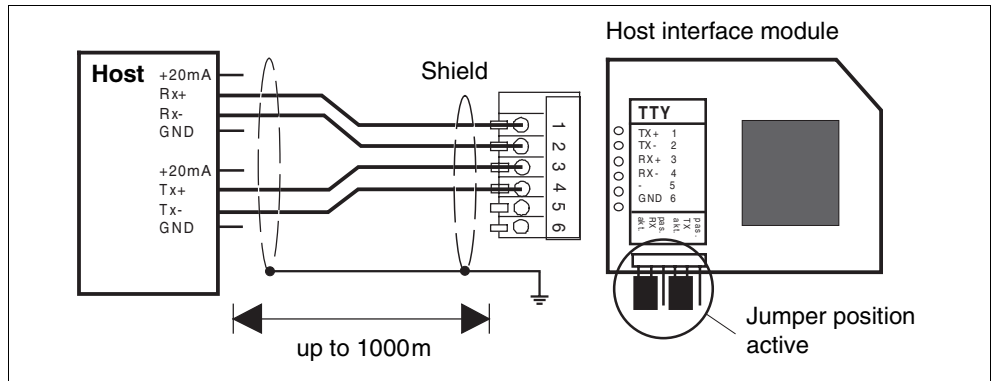 Host interface module
Host
+20mA
Rx+
Rx-
GND
+20mA
Tx+
Tx-
GND
Shield
1
2
3
4
5
6
TTY
TX+ 1
TX- 2
RX+ 3
RX- 4
- 5
GND 6
akt.
RX
pas.
akt.
TX
pas.
up to 1000m
Jumper position
active